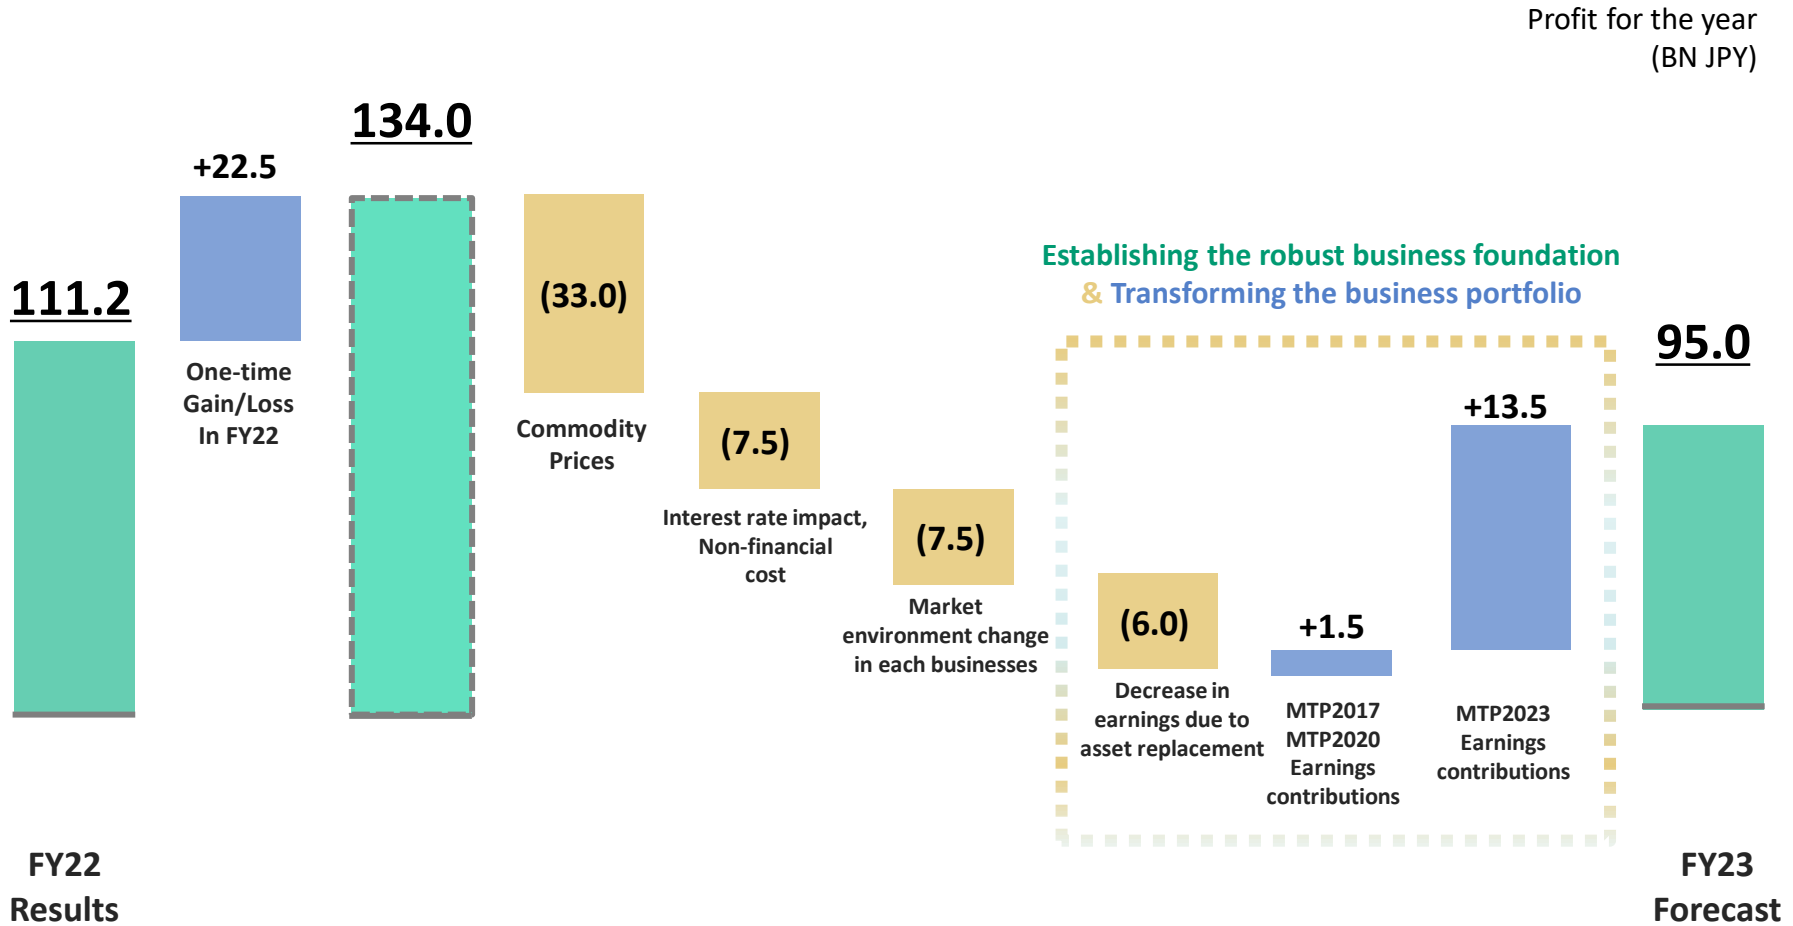 Profit for the year
(BN JPY)
111.2
+22.5
One-time
Gain/Loss
In FY22
134.0
(33.0)
Commodity
Prices
(7.5)
Interest rate impact,
Non-financial
cost
(7.5)
Market
environment change
in each businesses
Establishing the robust business foundation
& Transforming the business portfolio
(6.0)
Decrease in
earnings due to
asset replacement
+1.5
MTP2017
MTP2020
Earnings
contributions
+13.5
MTP2023
Earnings
contributions
95.0
FY22
Results
FY23
Forecast